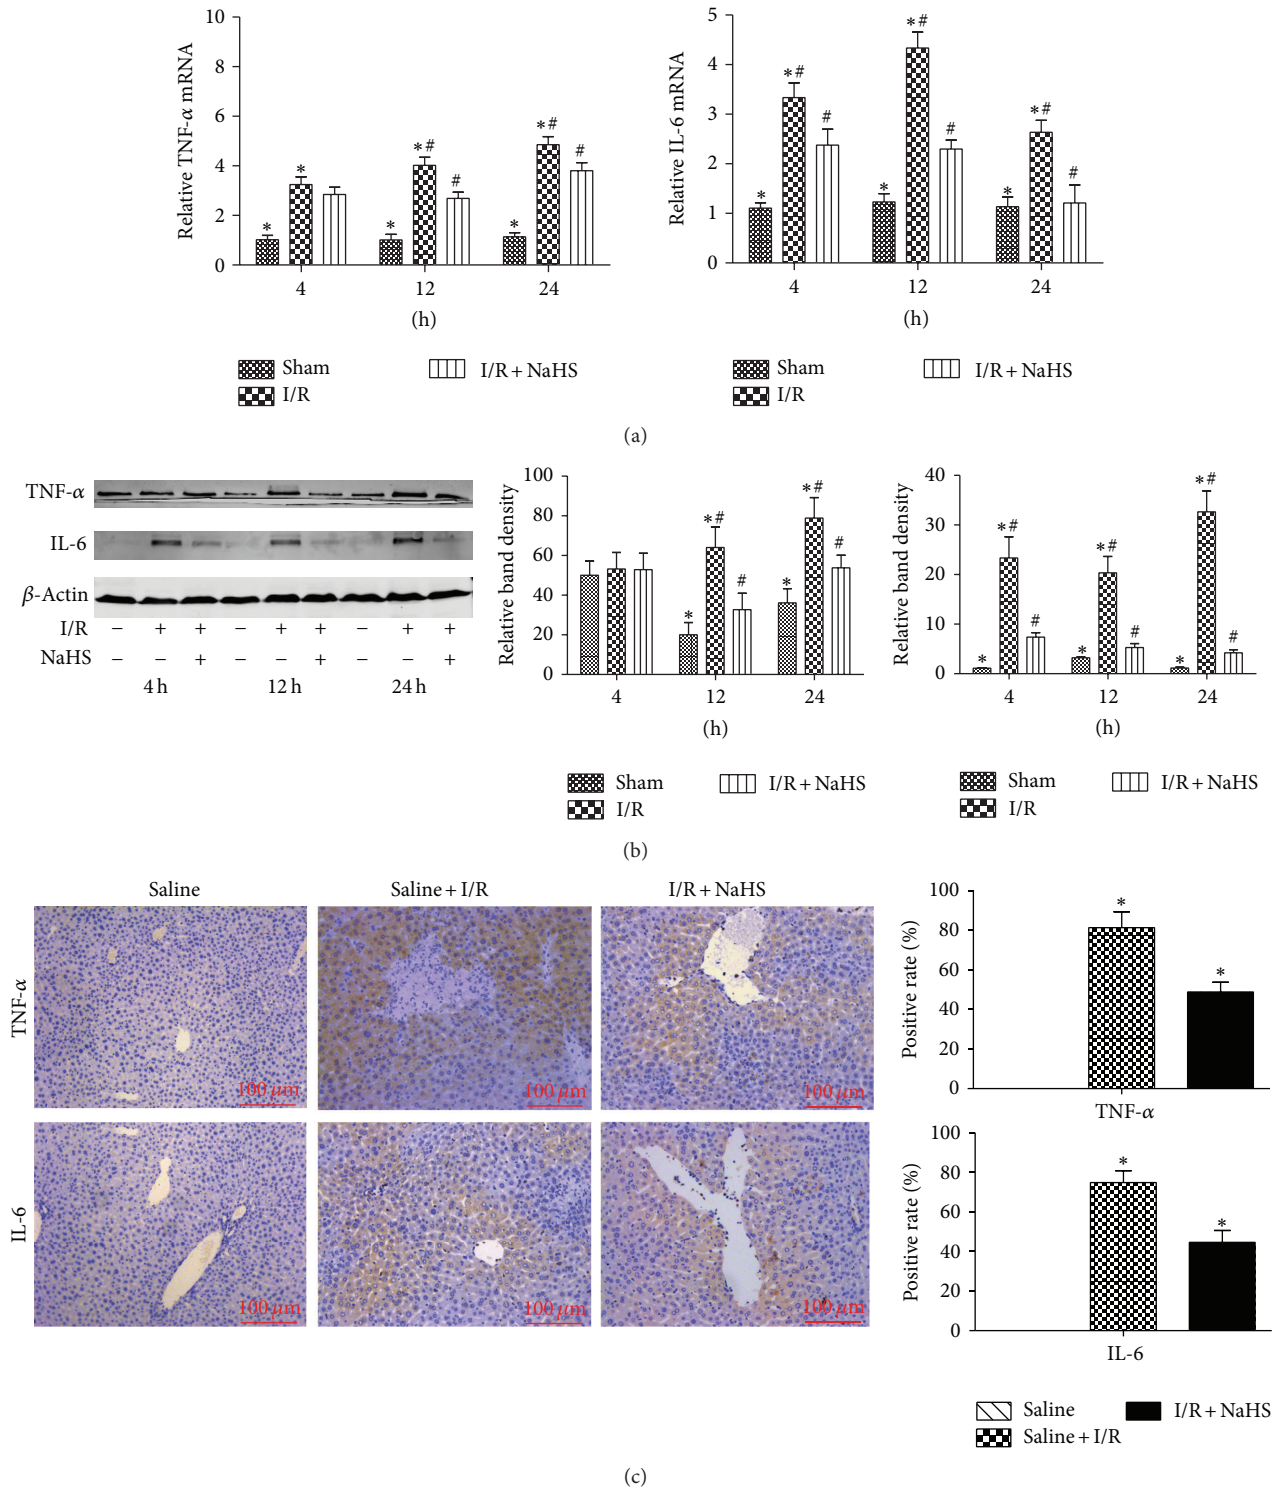 Relative TNF-α mRNA
10
8
6
4
2
0
* * * *# # * *# #
4 12 24
(h)
Sham
I/R
I/R + NaHS
Relative IL-6 mRNA
5
4
3
2
1
0
* *# * *# # * *# #
4 12 24
(h)
Sham
I/R
I/R + NaHS
(a)
TNF-α
IL-6
β-Actin
I/R − + + − + + − + +
NaHS − − + − − + − − +
4 h 12 h 24 h
Relative band density
100
80
60
40
20
0
* *# # * *# #
4 12 24
(h)
Sham
I/R
I/R + NaHS
Relative band density
40
30
20
10
0
* *# # * *# # * *# #
4 12 24
(h)
Sham
I/R
I/R + NaHS
(b)
Saline Saline + I/R I/R + NaHS
TNF-α
100 μm 100 μm 100 μm
IL-6
100 μm 100 μm 100 μm
Positive rate (%)
100
80
60
40
20
0
* *
TNF-α
Positive rate (%)
100
80
60
40
20
0
* *
IL-6
Saline
Saline + I/R
I/R + NaHS
(c)